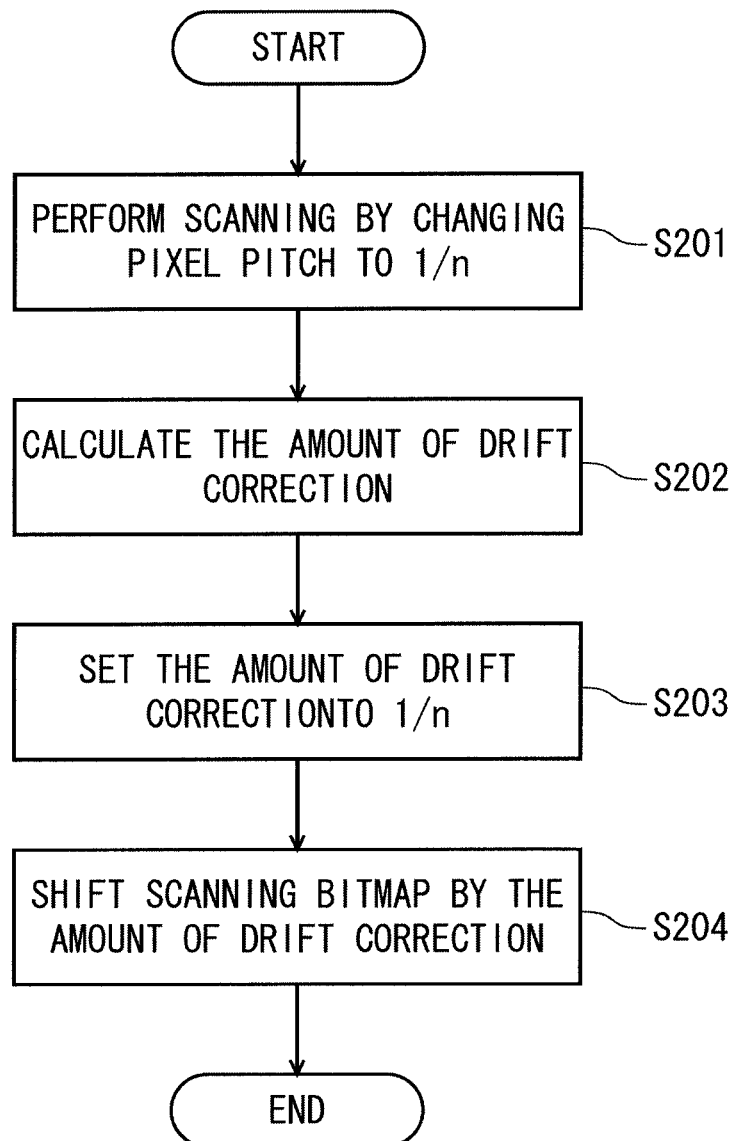 START
PERFORM SCANNING BY CHANGING
PIXEL PITCH TO 1/n
S201
CALCULATE THE AMOUNT OF DRIFT
CORRECTION
S202
SET THE AMOUNT OF DRIFT
CORRECTIONTO 1/n
S203
SHIFT SCANNING BITMAP BY THE
AMOUNT OF DRIFT CORRECTION
S204
END